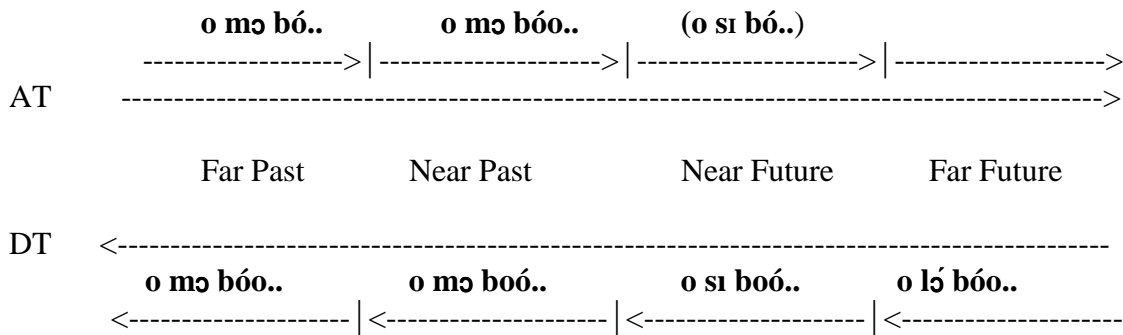 o mɔ bó.. o mɔ bóo.. (o sɪ bó..)
-------------------->| ------------------->| ------------------->| ------------------->
AT ----------------------------------------------------------------------------------------------->
Far Past Near Past Near Future Far Future
DT <------------------------------------------------------------------------------------------------
o mɔ bóo.. o mɔ boó.. o sɪ boó.. o lɔ́ bóo..
<--------------------- |<-------------------- |<----------------------- |<----------------------